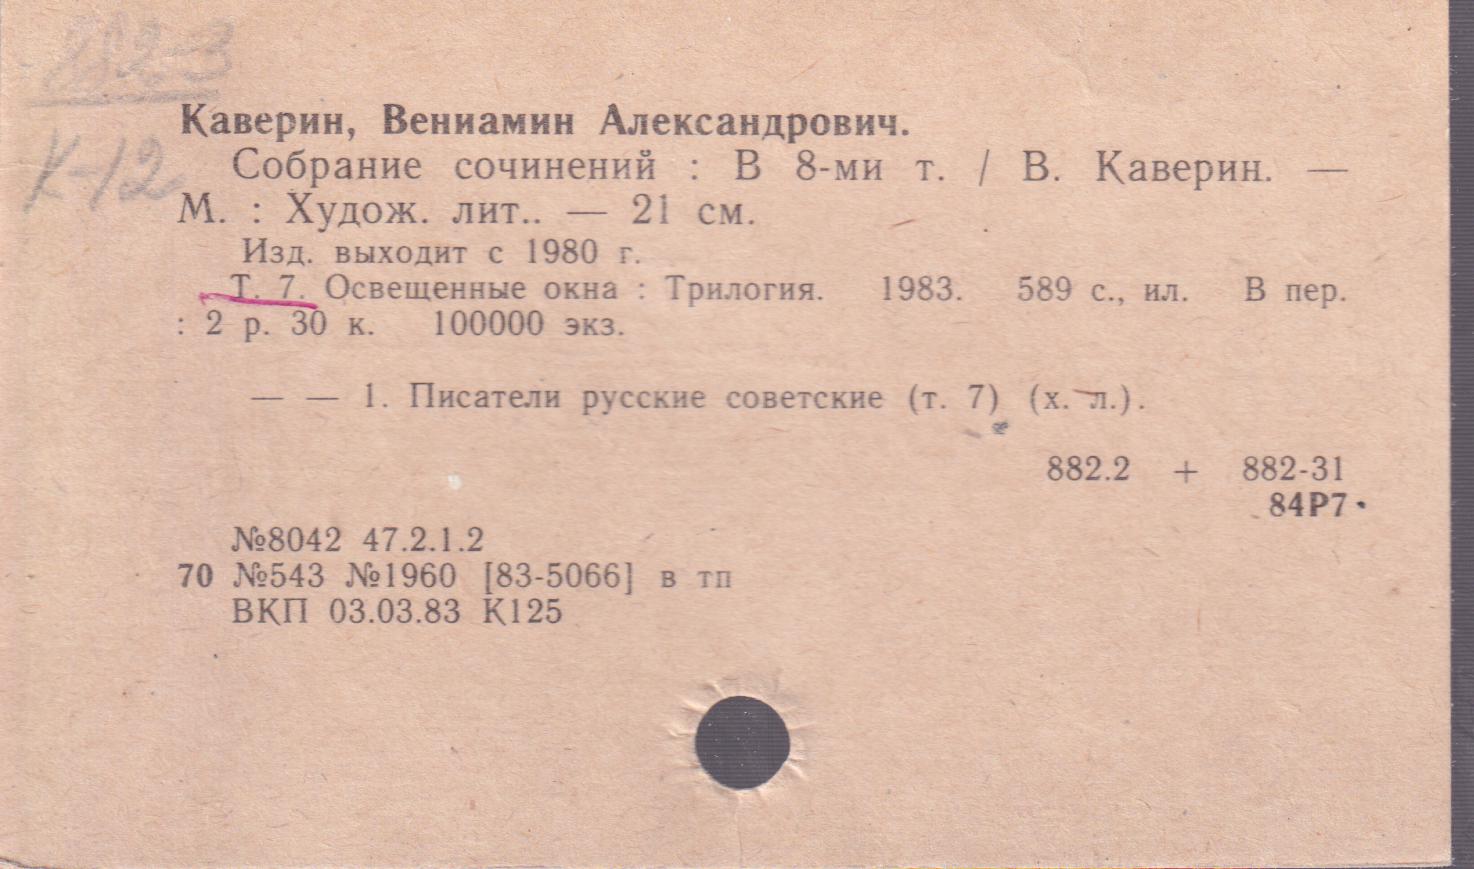 882-3
К-12
Каверин, Вениамин Александрович.
Собрание сочинений : В 8-ми т. / В. Каверин. —
М. : Худож. лит.. — 21 см.
Изд. выходит с 1980 г.
Т. 7. Освещенные окна : Трилогия. 1983. 589 с., ил. В пер.
: 2 р. 30 к. 100000 экз.
— — 1. Писатели русские советские (т. 7) (х. л.).
882.2 + 882-31
84Р7
№8042 47.2.1.2
70 №543 №1960 [83-5066] в тп
ВКП 03.03.83 К125